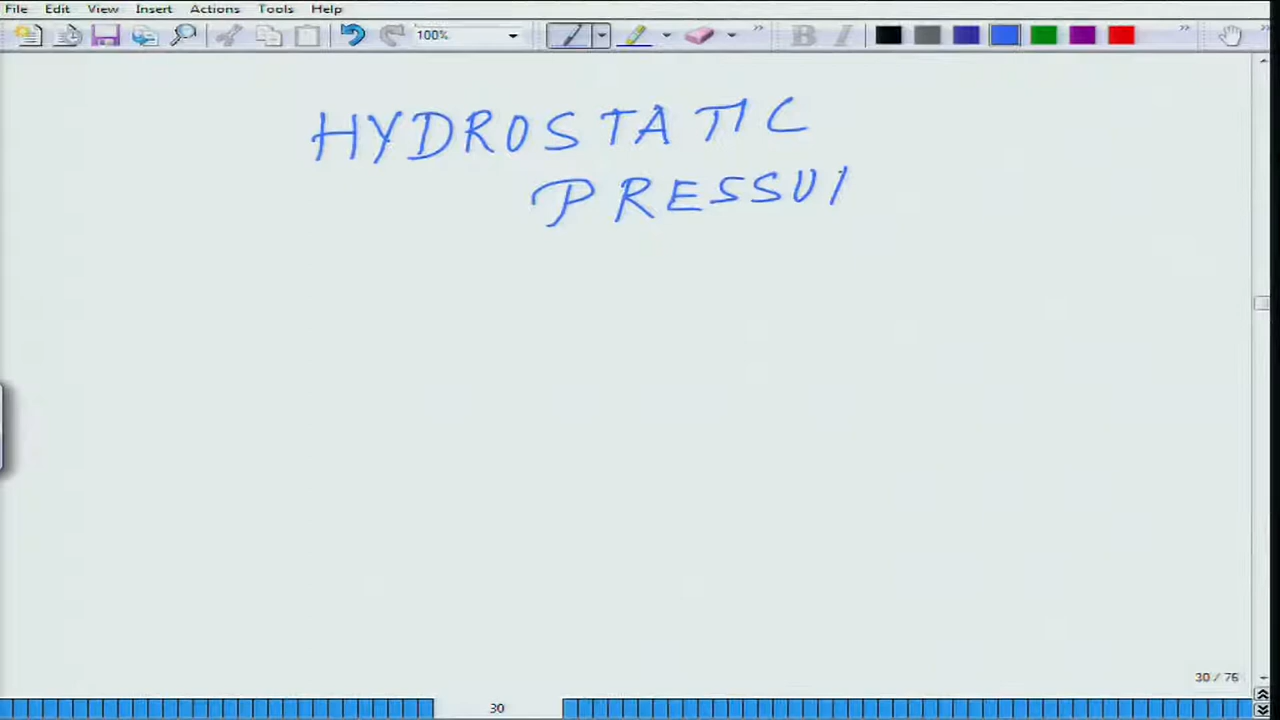 File Edit View Insert Actions Tools Help
100%
B I
HYDROSTATIC
PRESSU
30 / 76
30